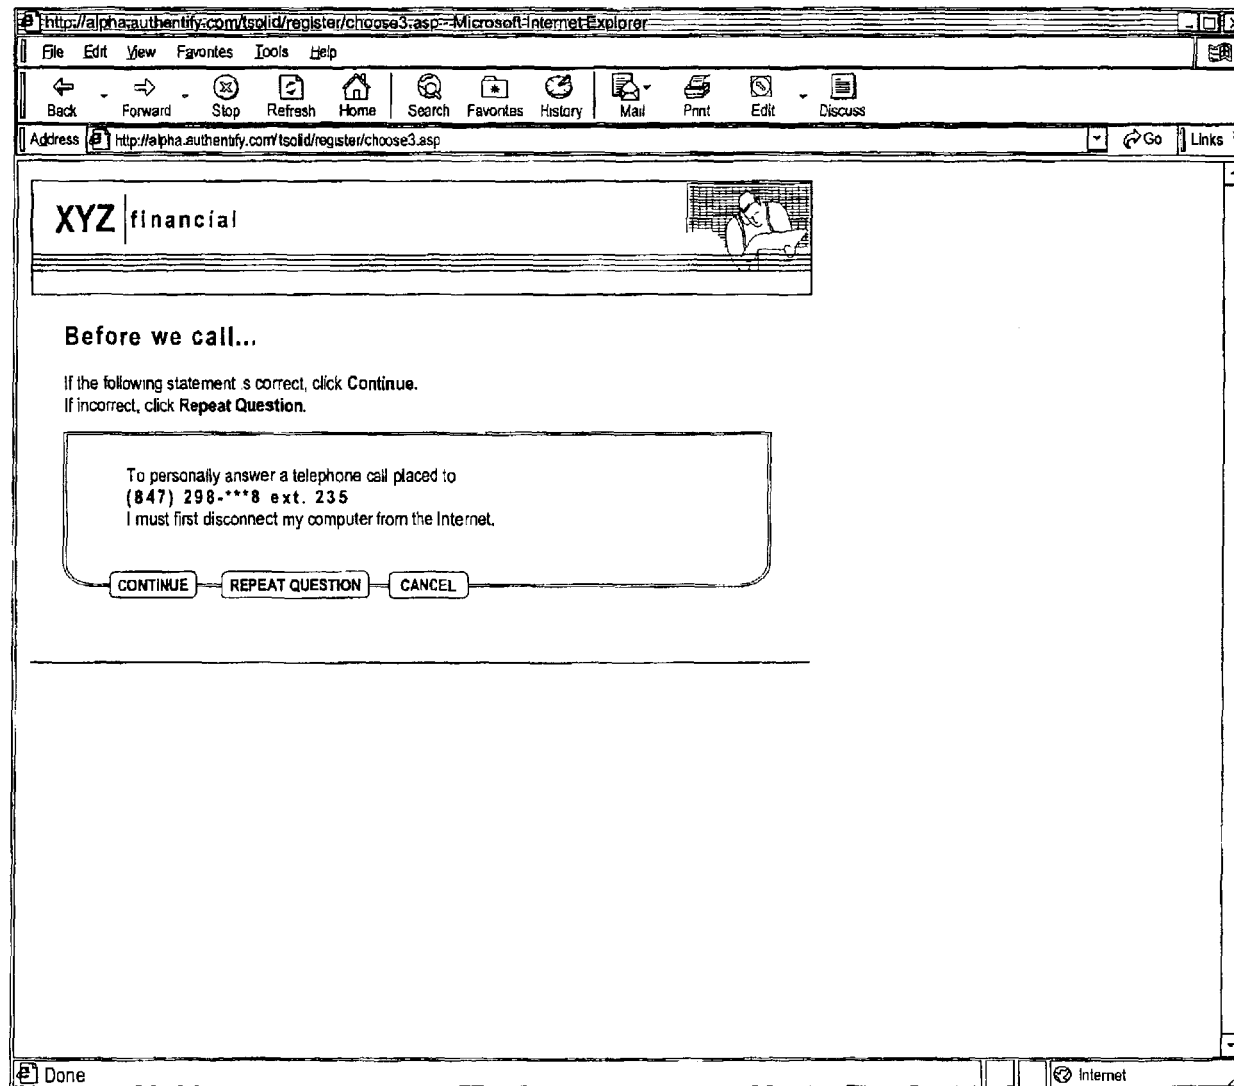 http://alpha.authentify.com/tsolid/register/choose3.asp--Microsoft Internet Explorer
File Edit View Favorites Tools Help
Back Forward Stop Refresh Home Search Favorites History Mail Print Edit Discuss
Address http://alpha.authentify.com/tsolid/register/choose3.asp Go Links
XYZ financial
Before we call...
If the following statement s correct, click Continue.
If incorrect, click Repeat Question.
To personally answer a telephone call placed to
(847) 298-***8 ext. 235
I must first disconnect my computer from the Internet.
CONTINUE REPEAT QUESTION CANCEL
Done Internet